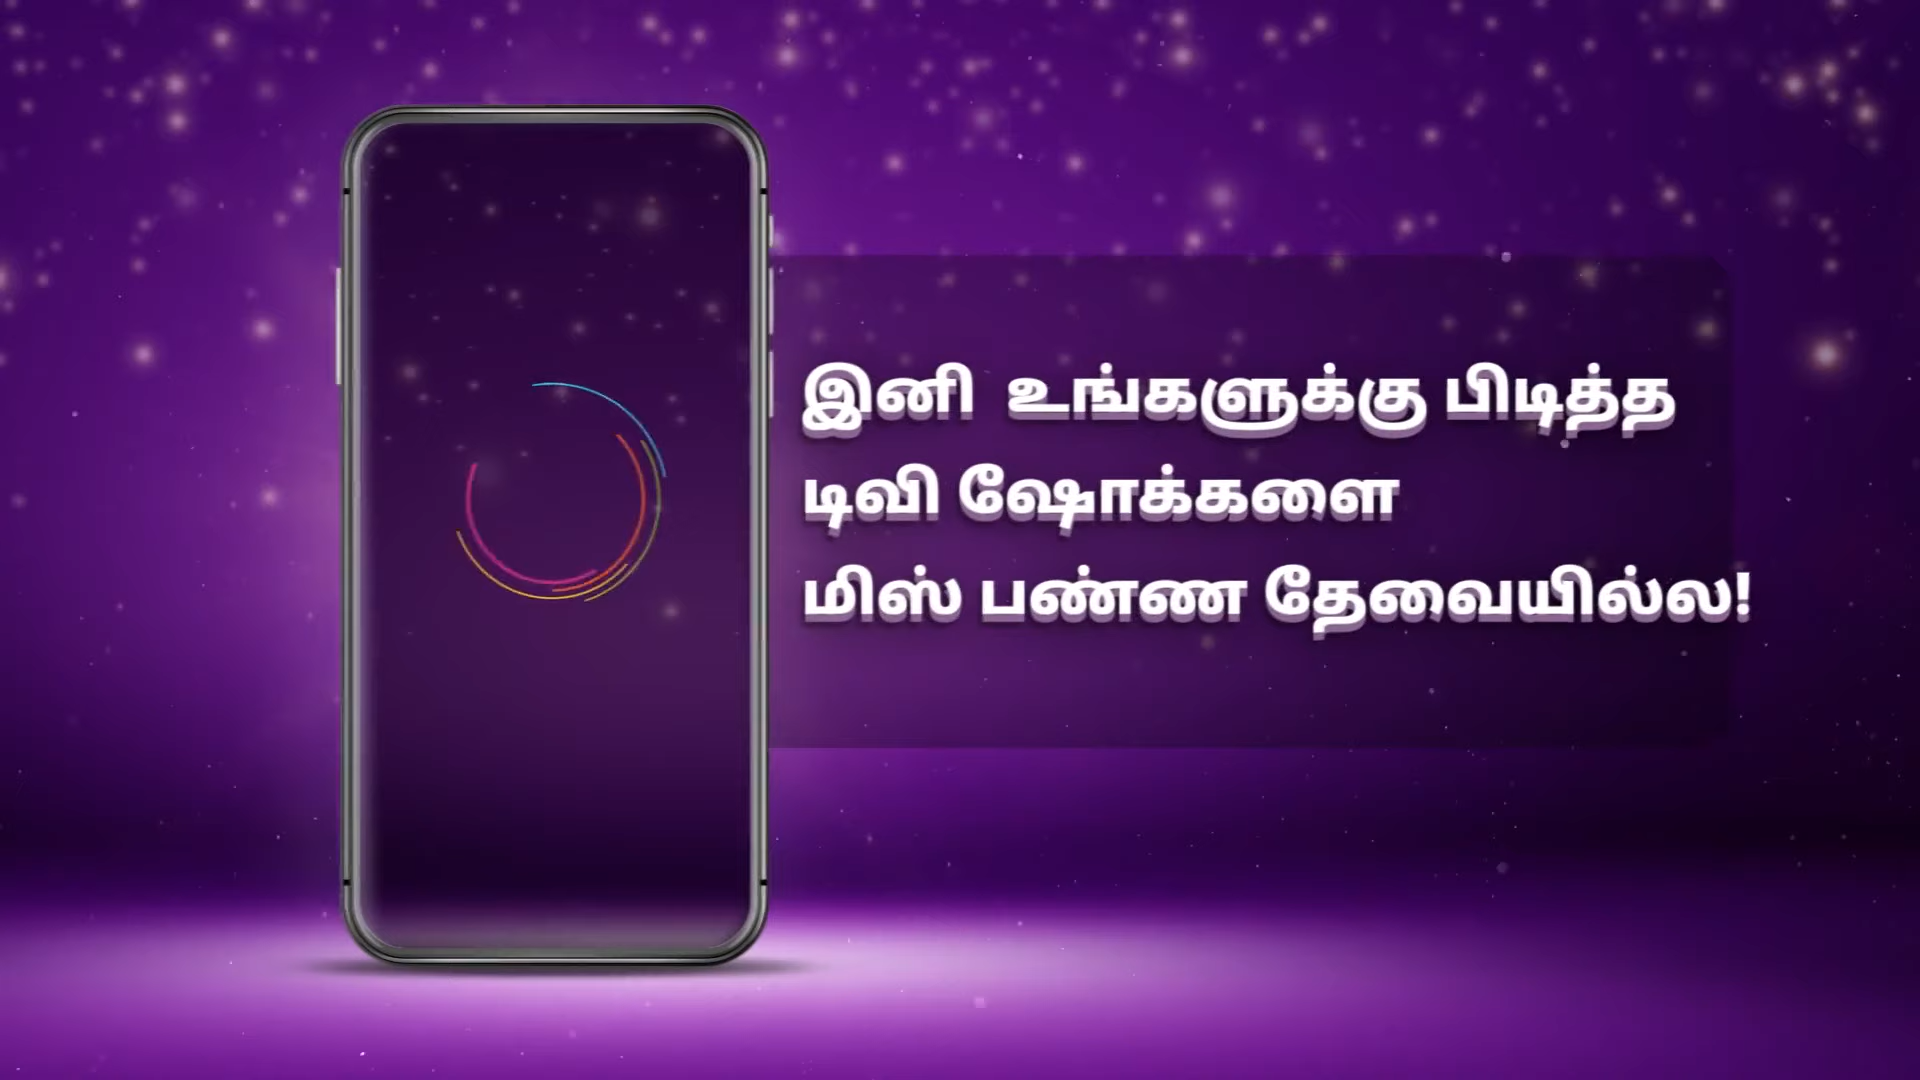 இனி உங்களுக்கு பிடித்த
டிவி ஷோக்களை
மிஸ் பண்ண தேவையில்ல!